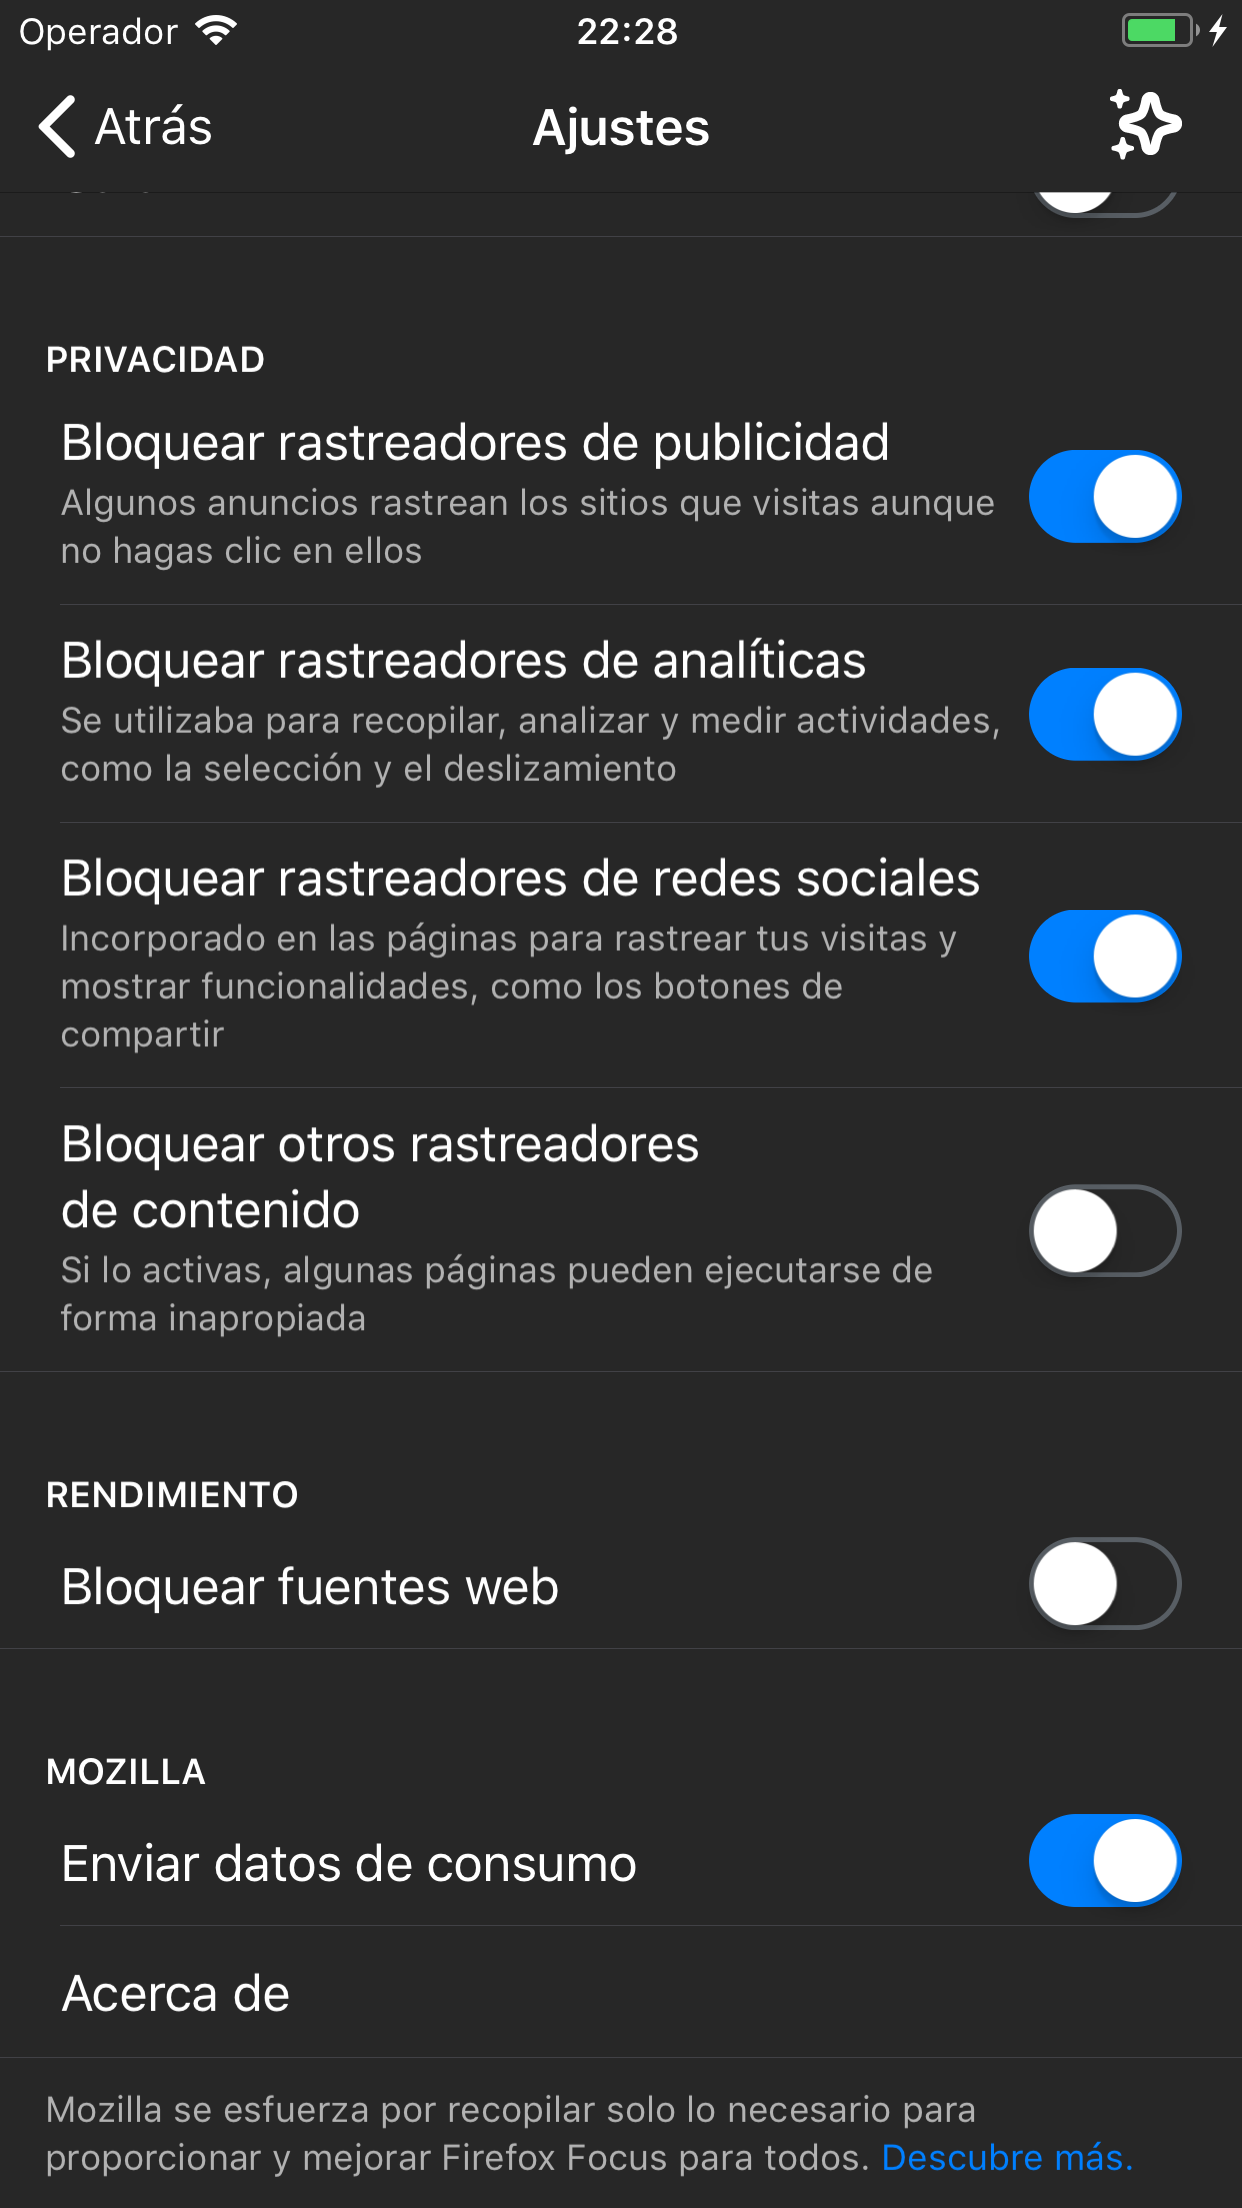 Operador
22:28
Atrás
Ajustes
PRIVACIDAD
Bloquear rastreadores de publicidad
Algunos anuncios rastrean los sitios que visitas aunque
no hagas clic en ellos
Bloquear rastreadores de analíticas
Se utilizaba para recopilar, analizar y medir actividades,
como la selección y el deslizamiento
Bloquear rastreadores de redes sociales
Incorporado en las páginas para rastrear tus visitas y
mostrar funcionalidades, como los botones de
compartir
Bloquear otros rastreadores
de contenido
Si lo activas, algunas páginas pueden ejecutarse de
forma inapropiada
RENDIMIENTO
Bloquear fuentes web
MOZILLA
Enviar datos de consumo
Acerca de
Mozilla se esfuerza por recopilar solo lo necesario para
proporcionar y mejorar Firefox Focus para todos. Descubre más.